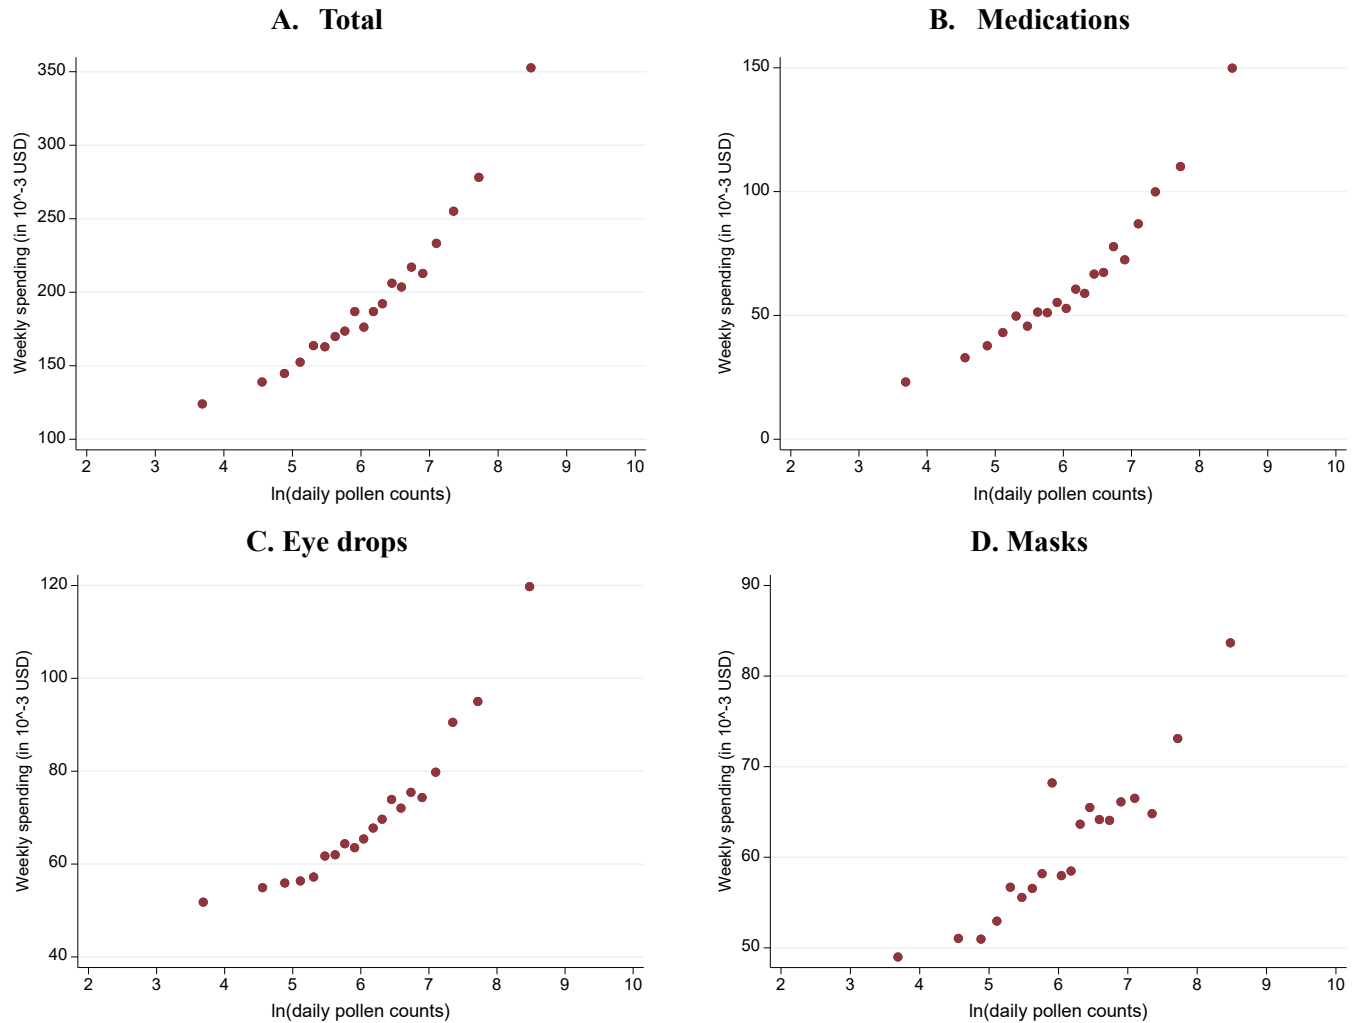 A. Total
350
300
250
200
150
100
Weekly spending (in 10^-3 USD)
2 3 4 5 6 7 8 9 10
ln(daily pollen counts)
B. Medications
150
100
50
0
Weekly spending (in 10^-3 USD)
2 3 4 5 6 7 8 9 10
ln(daily pollen counts)
C. Eye drops
120
100
80
60
40
Weekly spending (in 10^-3 USD)
2 3 4 5 6 7 8 9 10
ln(daily pollen counts)
D. Masks
90
80
70
60
50
Weekly spending (in 10^-3 USD)
2 3 4 5 6 7 8 9 10
ln(daily pollen counts)